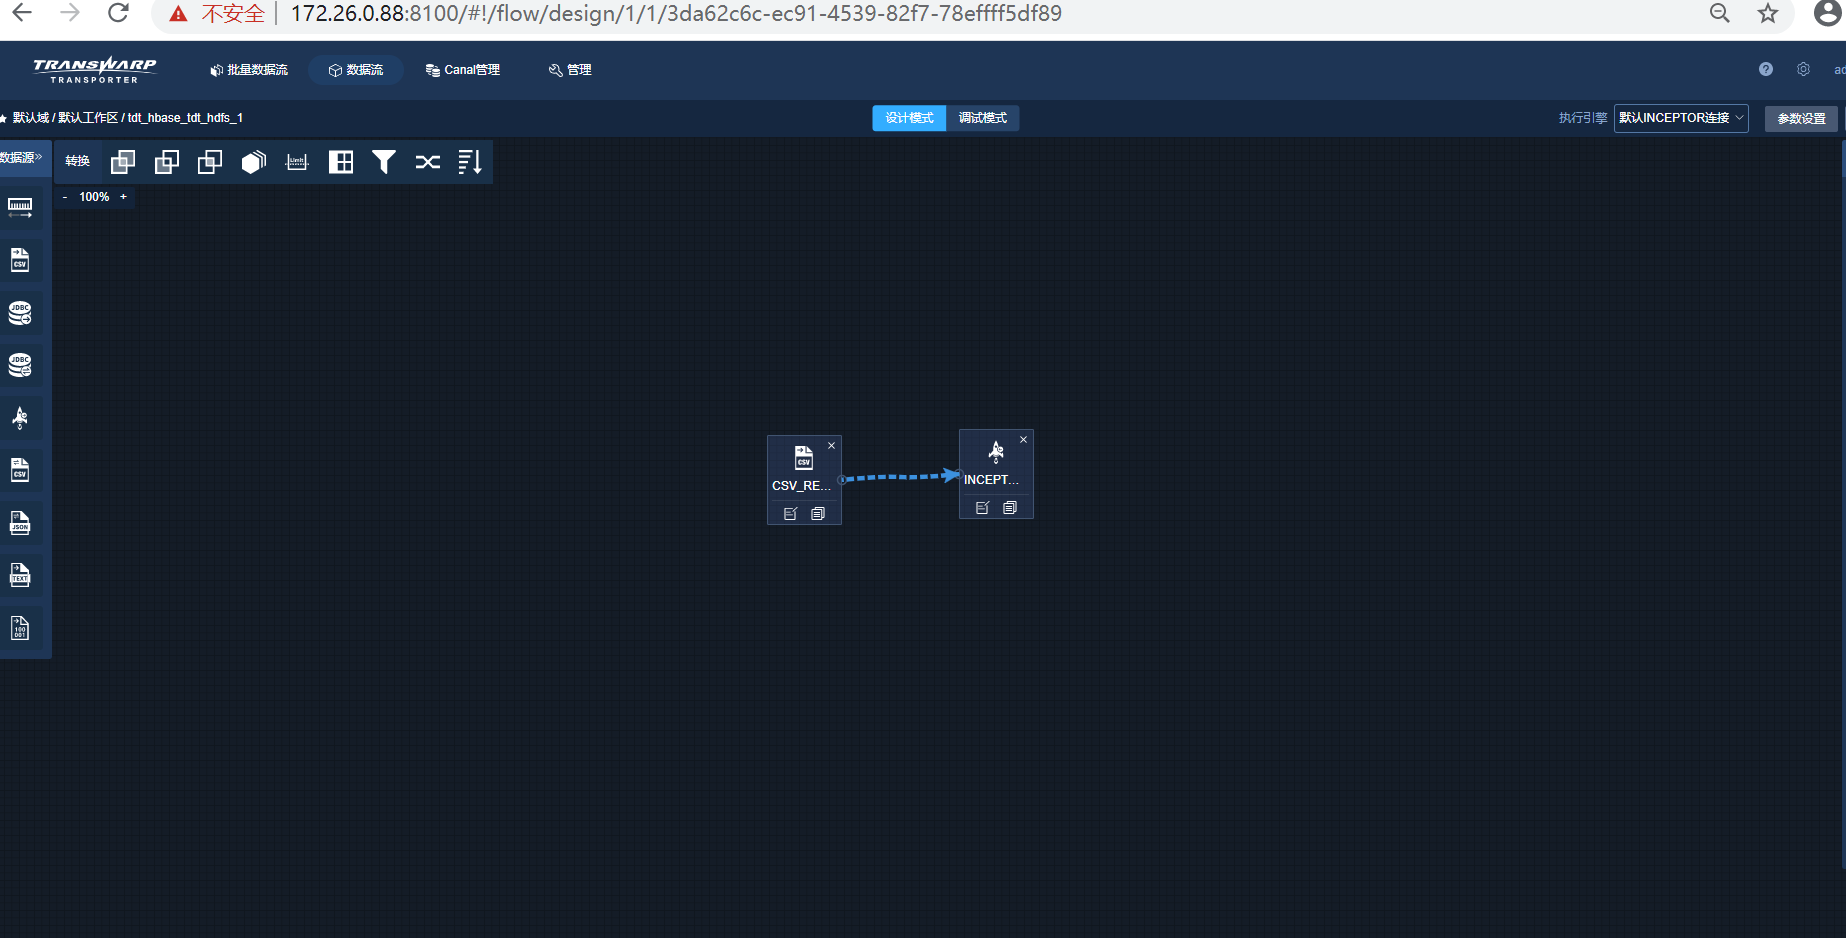 不安全 172.26.0.88:8100/#!/flow/design/1/1/3da62c6c-ec91-4539-82f7-78effff5df89
TRANSWARP
TRANSPORTER
批量数据流 数据流 Canal管理 管理 ? ad
默认域 / 默认工作区 / tdt_hbase_tdt_hdfs_1 设计模式 调试模式 执行引擎 默认INCEPTOR连接 参数设置
数据源» 转换 Unit
- 100% +
CSV
JDBC
JDBC
CSV
JSON
TEXT
100
001
CSV
CSV_RE...
INCEPT...